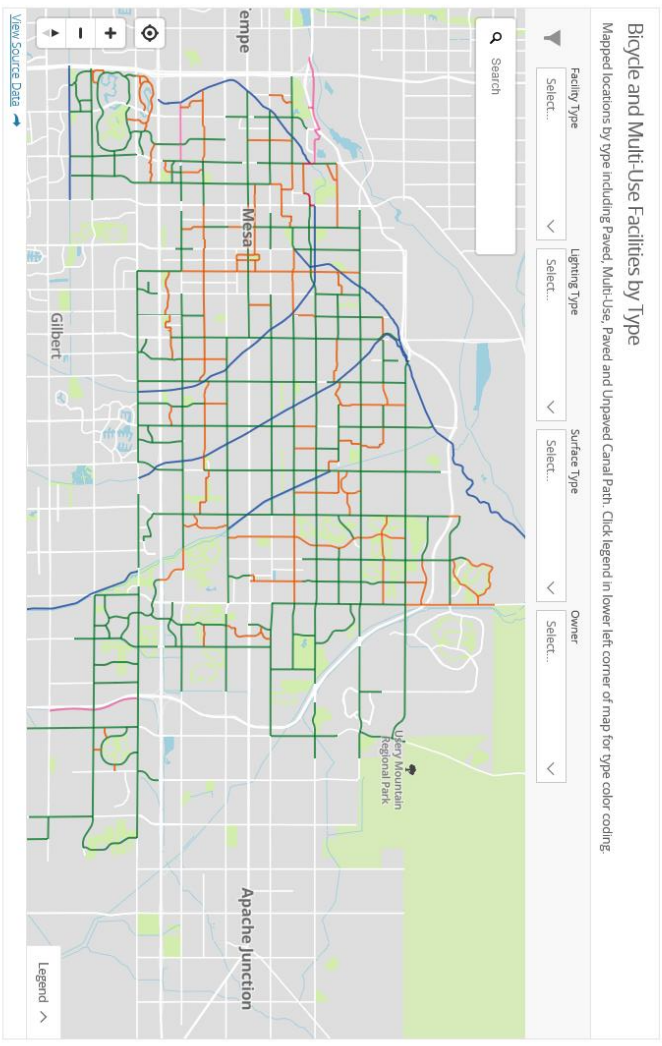 Bicycle and Multi-Use Facilities by Type
Mapped locations by type including Paved, Multi-Use, Paved and Unpaved Canal Path. Click legend in lower left corner of map for type color coding.
Facility Type
Select...
Lighting Type
Select...
Surface Type
Select...
Owner
Select...
Search
empe
Mesa
Gilbert
Usery Mountain
Regional Park
Apache Junction
+
−
Legend
View Source Data